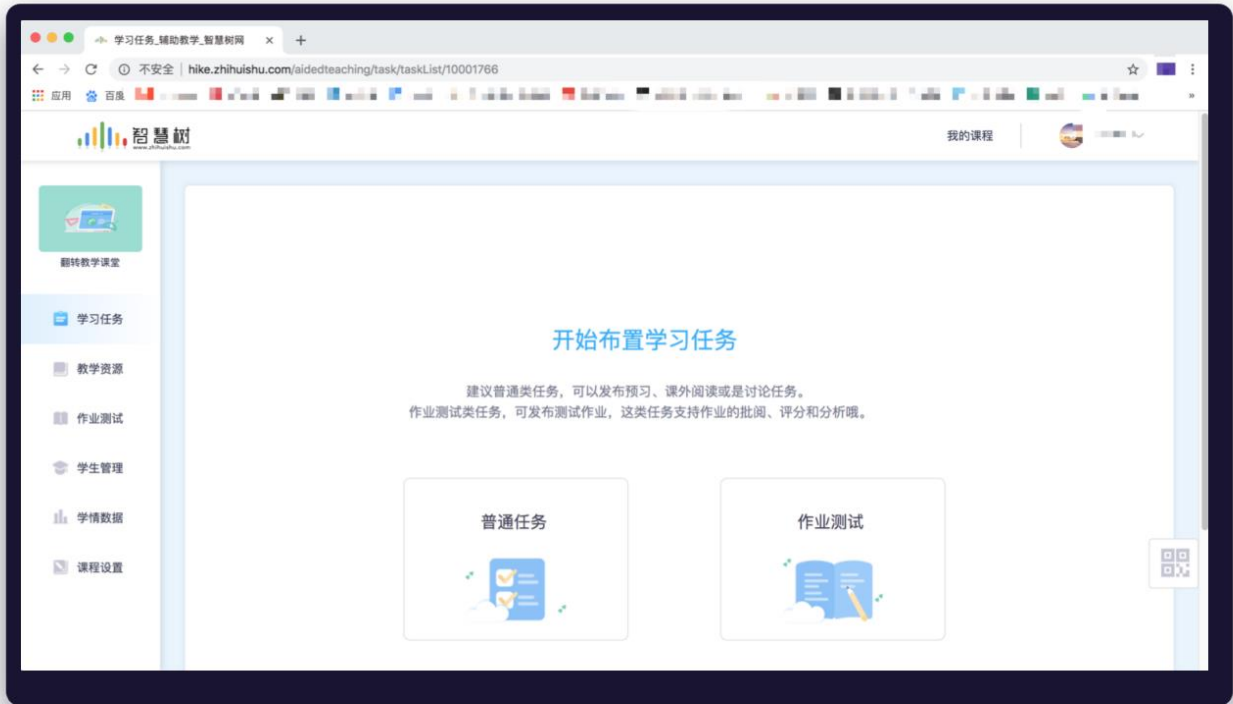 学习任务_辅助教学_智慧树网
不安全 | hike.zhihuishu.com/aidedteaching/task/taskList/10001766
应用 百度
智慧树
www.zhihuishu.com
我的课程
翻转教学课堂
学习任务
教学资源
作业测试
学生管理
学情数据
课程设置
开始布置学习任务
建议普通类任务,可以发布预习、课外阅读或是讨论任务。
作业测试类任务,可发布测试作业,这类任务支持作业的批阅、评分和分析哦。
普通任务
作业测试